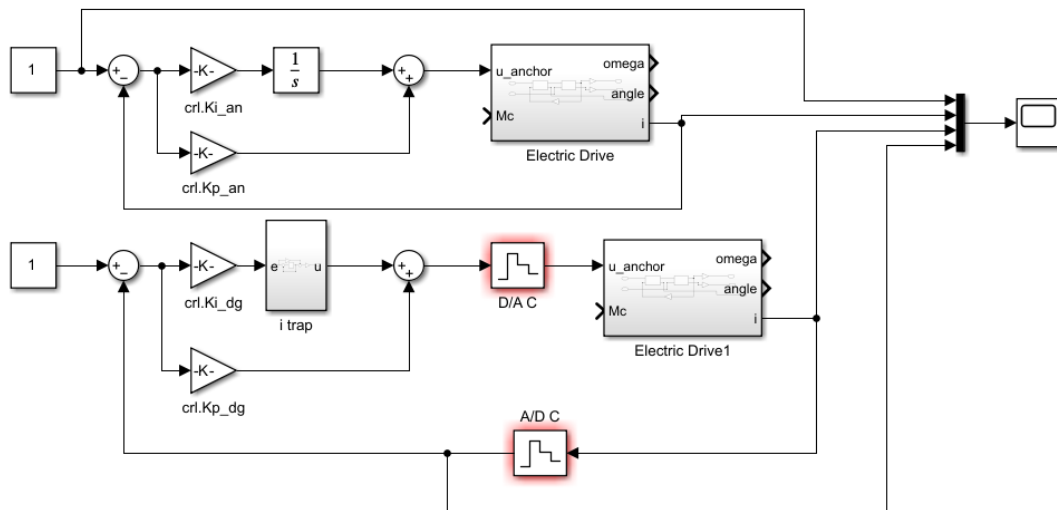 1
-K-
crl.Ki_an
1
s
u_anchor
Mc
omega
angle
i
Electric Drive
-K-
crl.Kp_an
1
-K-
crl.Ki_dg
e u
i trap
D/A C
u_anchor
Mc
omega
angle
i
Electric Drive1
-K-
crl.Kp_dg
A/D C